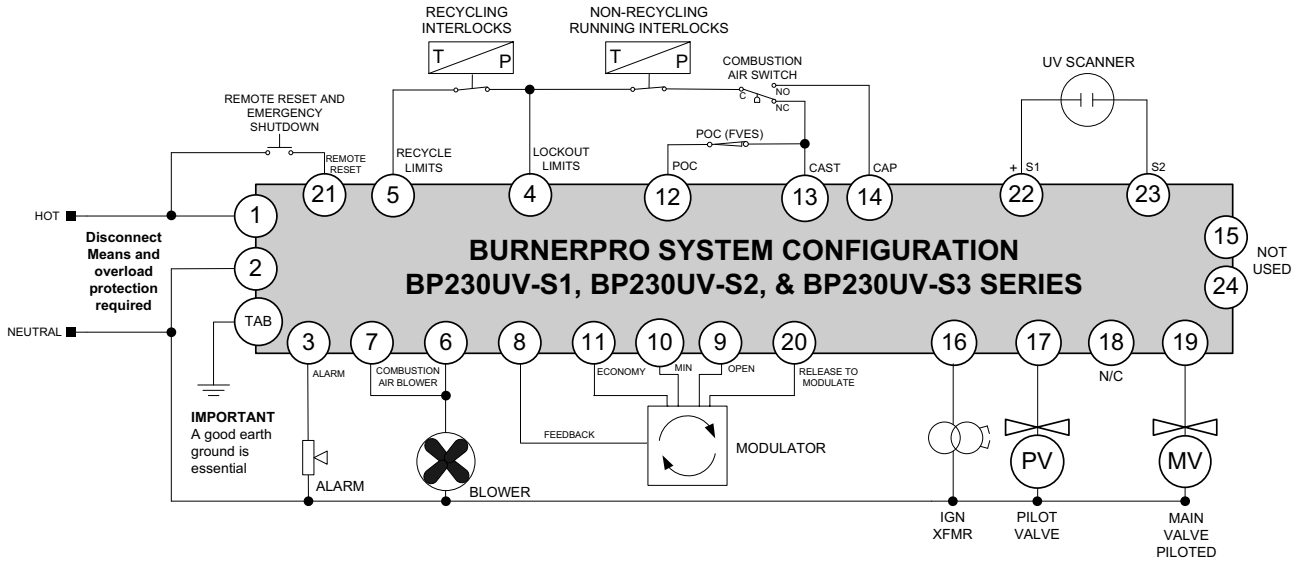 RECYCLING
INTERLOCKS
NON-RECYCLING
RUNNING INTERLOCKS
T P
T P
COMBUSTION
AIR SWITCH
NO
C
NC
UV SCANNER
REMOTE RESET AND
EMERGENCY
SHUTDOWN
POC (FVES)
REMOTE
RESET
RECYCLE
LIMITS
LOCKOUT
LIMITS
POC
CAST
CAP
+ S1
S2
21
5
4
12
13
14
22
23
HOT
1
Disconnect
Means and
overload
protection
required
2
NEUTRAL
TAB
BURNERPRO SYSTEM CONFIGURATION
BP230UV-S1, BP230UV-S2, & BP230UV-S3 SERIES
15
24
NOT
USED
3
7
6
8
11
10
9
20
16
17
18
19
ALARM
COMBUSTION
AIR BLOWER
ECONOMY
MIN
OPEN
RELEASE TO
MODULATE
N/C
IMPORTANT
A good earth
ground is
essential
FEEDBACK
MODULATOR
PV
MV
ALARM
BLOWER
IGN
XFMR
PILOT
VALVE
MAIN
VALVE
PILOTED